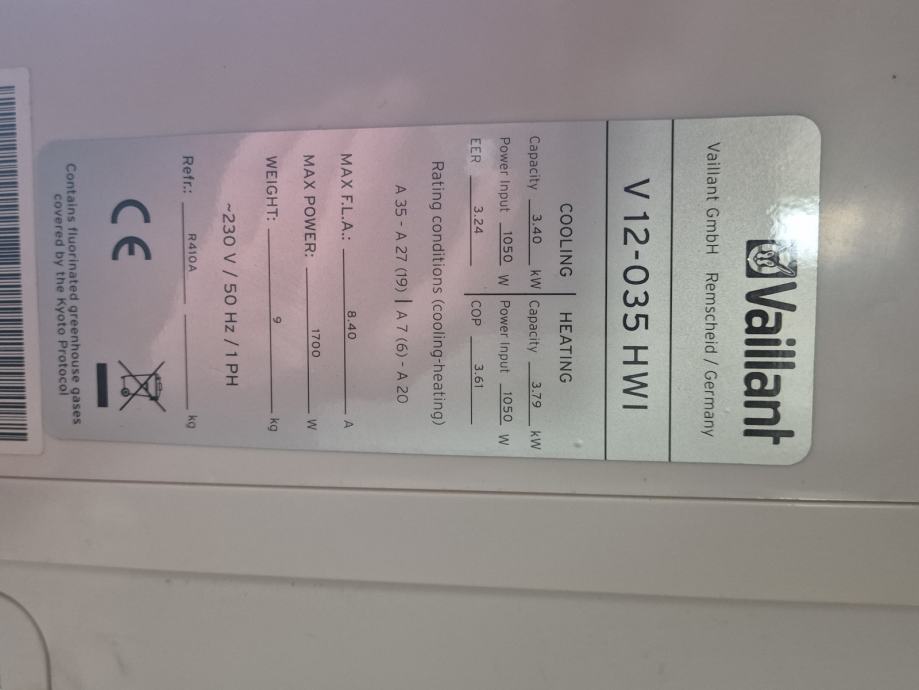 Vaillant
Vaillant GmbH Remscheid / Germany
V 12-035 HWI
COOLING | HEATING
Capacity 3.40 kW Capacity 3.79 kW
Power Input 1050 W Power Input 1050 W
EER 3.24 COP 3.61
Rating conditions (cooling-heating)
A 35 - A 27 (19) | A 7 (6) - A 20
MAX F.L.A.: 8.40 A
MAX POWER: 1700 W
WEIGHT: 9 kg
~230 V / 50 Hz / 1 PH
Refr.: R410A kg
CE
Contains fluorinated greenhouse gases
covered by the Kyoto Protocol